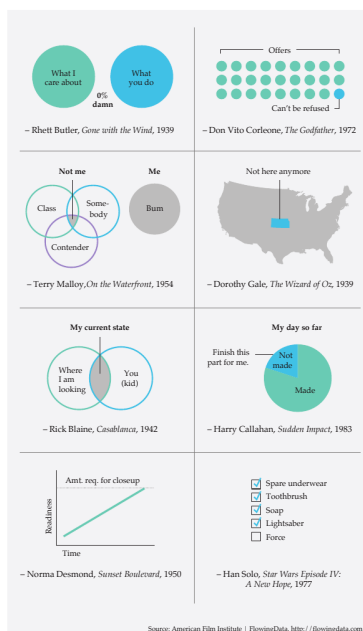 What I
care about
0%
damn
What
you do
– Rhett Butler, Gone with the Wind, 1939
Offers
Can't be refused
– Don Vito Corleone, The Godfather, 1972
Not me
Me
Class
Some-
body
Bum
Contender
– Terry Malloy,On the Waterfront, 1954
Not here anymore
– Dorothy Gale, The Wizard of Oz, 1939
My current state
Where
I am
looking
You
(kid)
– Rick Blaine, Casablanca, 1942
My day so far
Finish this
part for me.
Not
made
Made
– Harry Callahan, Sudden Impact, 1983
Amt. req. for closeup
Readiness
Time
– Norma Desmond, Sunset Boulevard, 1950
Spare underwear
Toothbrush
Soap
Lightsaber
Force
– Han Solo, Star Wars Episode IV:
A New Hope, 1977
Source: American Film Institute | FlowingData, http://flowingdata.com